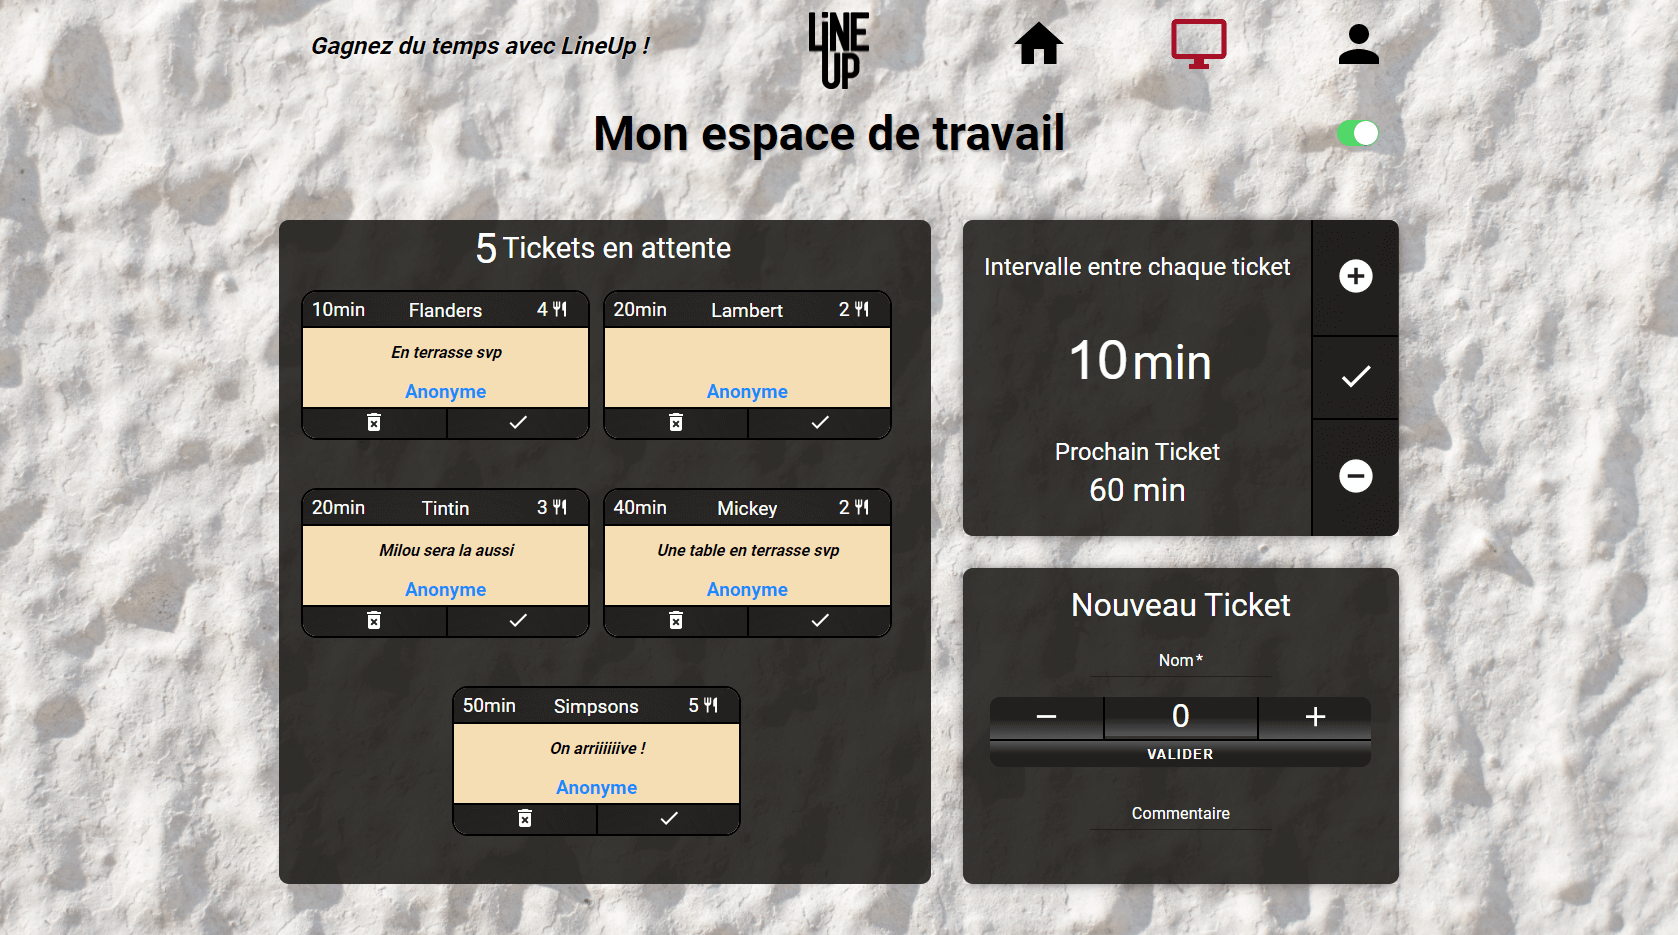 Gagnez du temps avec LineUp !
LiNE
UP
Mon espace de travail
5 Tickets en attente
10min Flanders 4
En terrasse svp
Anonyme
20min Lambert 2
Anonyme
20min Tintin 3
Milou sera la aussi
Anonyme
40min Mickey 2
Une table en terrasse svp
Anonyme
50min Simpsons 5
On arriiiiiive !
Anonyme
Intervalle entre chaque ticket
10 min
Prochain Ticket
60 min
Nouveau Ticket
Nom*
− 0 +
VALIDER
Commentaire